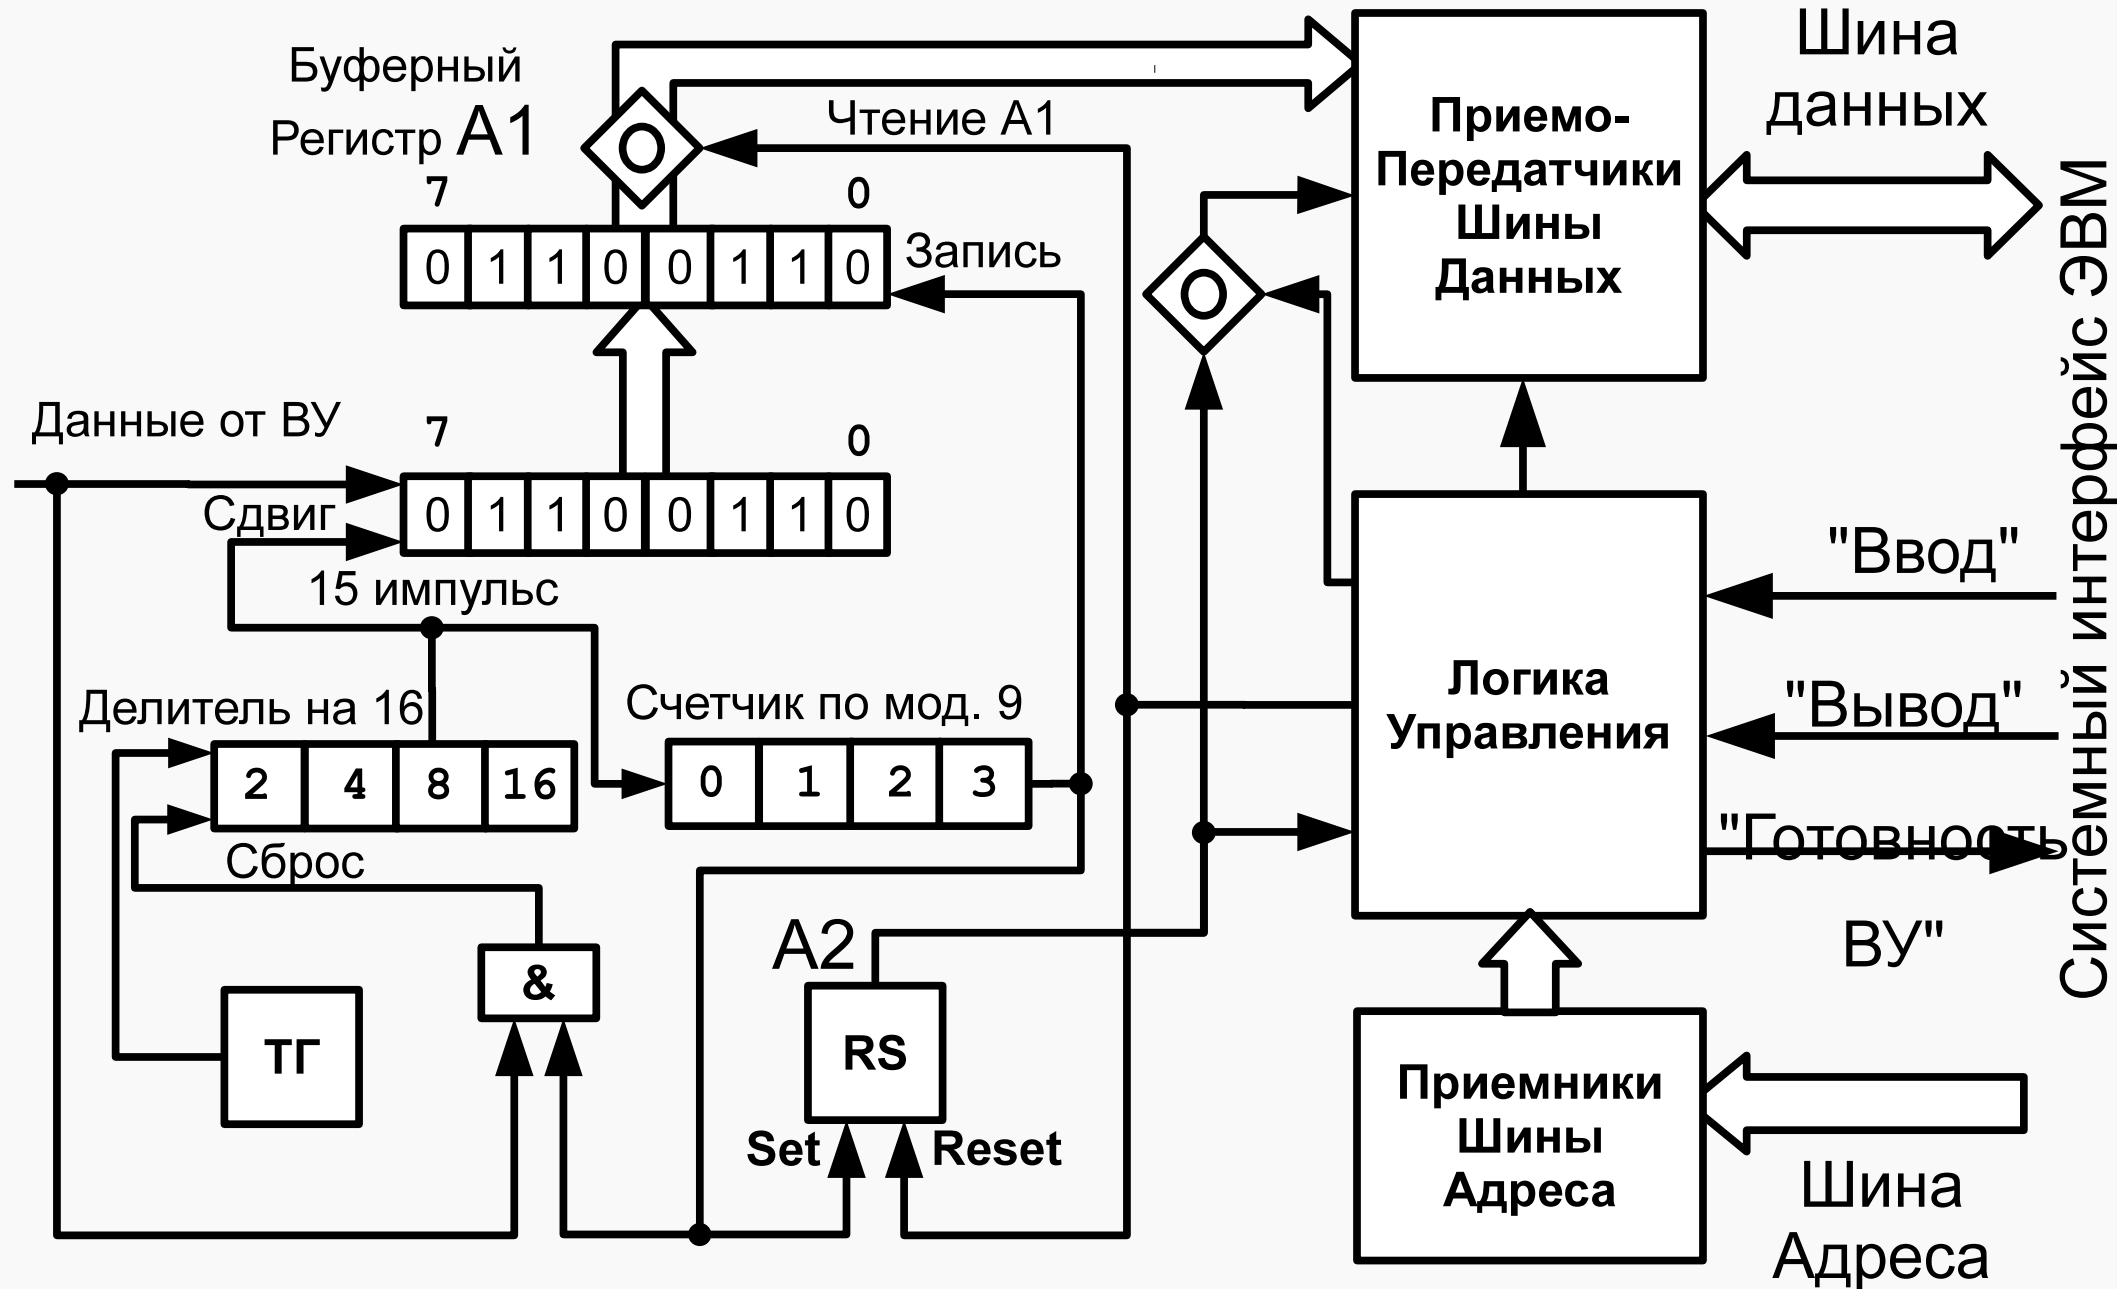 Буферный
Регистр А1
7 0
0 1 1 0 0 1 1 0
Чтение А1
Запись
Данные от ВУ
7 0
0 1 1 0 0 1 1 0
Сдвиг
15 импульс
Делитель на 16
2 4 8 16
Сброс
Счетчик по мод. 9
0 1 2 3
ТГ
&
А2
RS
Set
Reset
Приемо-
Передатчики
Шины
Данных
Логика
Управления
Приемники
Шины
Адреса
Шина
данных
"Ввод"
"Вывод"
"Готовность
ВУ"
Шина
Адреса
Системный интерфейс ЭВМ